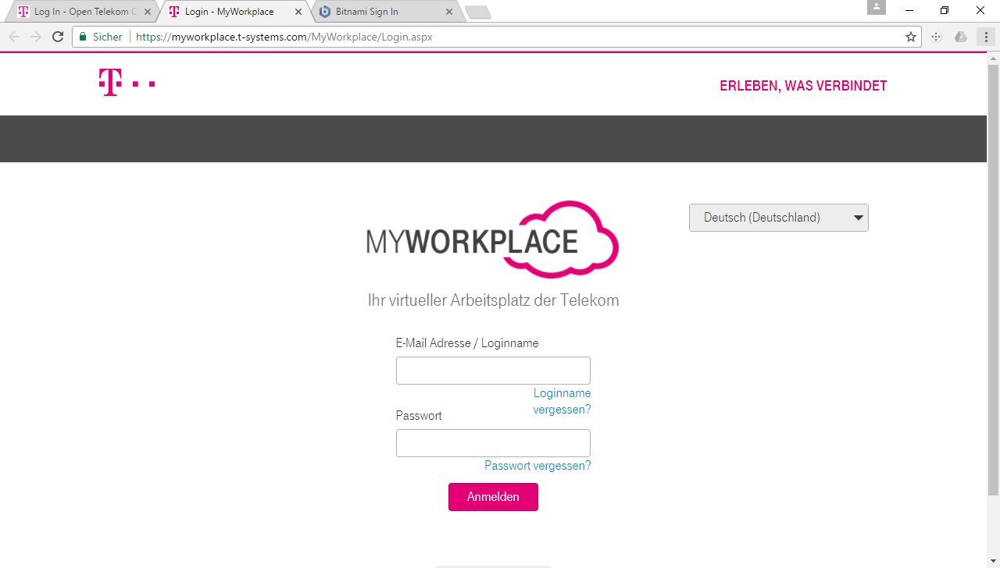 Log In - Open Telekom C
Login - MyWorkplace
Bitnami Sign In
Sicher
https://myworkplace.t-systems.com/MyWorkplace/Login.aspx
T
ERLEBEN, WAS VERBINDET
Deutsch (Deutschland)
MYWORKPLACE
Ihr virtueller Arbeitsplatz der Telekom
E-Mail Adresse / Loginname
Loginname
vergessen?
Passwort
Passwort vergessen?
Anmelden